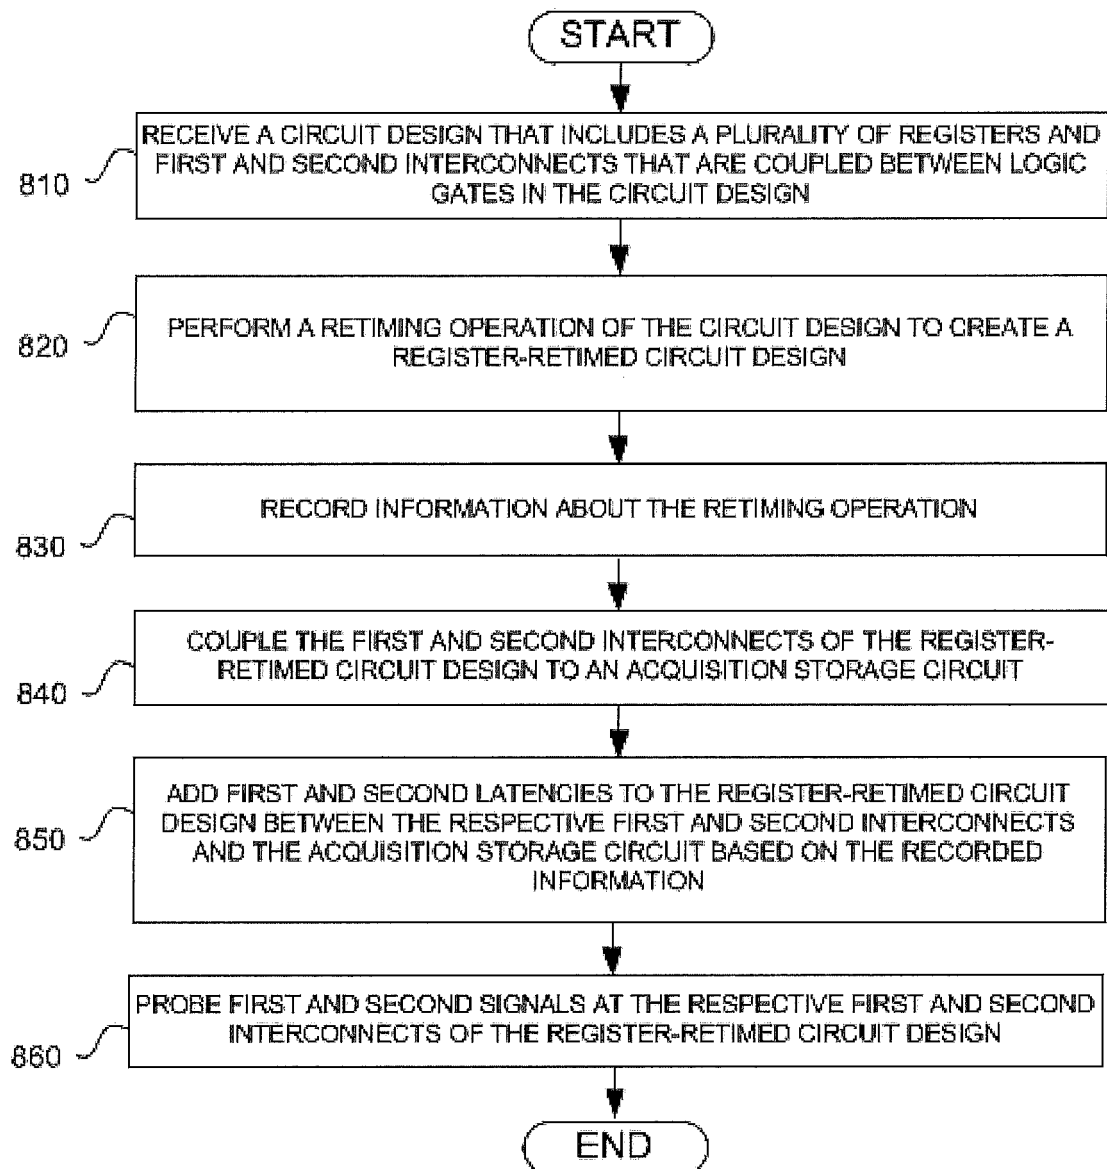 START
RECEIVE A CIRCUIT DESIGN THAT INCLUDES A PLURALITY OF REGISTERS AND
FIRST AND SECOND INTERCONNECTS THAT ARE COUPLED BETWEEN LOGIC
GATES IN THE CIRCUIT DESIGN
810
PERFORM A RETIMING OPERATION OF THE CIRCUIT DESIGN TO CREATE A
REGISTER-RETIMED CIRCUIT DESIGN
820
RECORD INFORMATION ABOUT THE RETIMING OPERATION
830
COUPLE THE FIRST AND SECOND INTERCONNECTS OF THE REGISTER-
RETIMED CIRCUIT DESIGN TO AN ACQUISITION STORAGE CIRCUIT
840
ADD FIRST AND SECOND LATENCIES TO THE REGISTER-RETIMED CIRCUIT
DESIGN BETWEEN THE RESPECTIVE FIRST AND SECOND INTERCONNECTS
AND THE ACQUISITION STORAGE CIRCUIT BASED ON THE RECORDED
INFORMATION
850
PROBE FIRST AND SECOND SIGNALS AT THE RESPECTIVE FIRST AND SECOND
INTERCONNECTS OF THE REGISTER-RETIMED CIRCUIT DESIGN
860
END